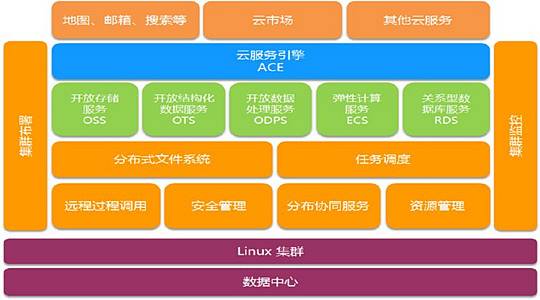 地图、邮箱、搜索等
云市场
其他云服务
集群布署
云服务引擎
ACE
集群监控
开放存储
服务
OSS
开放结构化
数据服务
OTS
开放数据
处理服务
ODPS
弹性计算
服务
ECS
关系型数
据库服务
RDS
分布式文件系统
任务调度
远程过程调用
安全管理
分布协同服务
资源管理
Linux 集群
数据中心